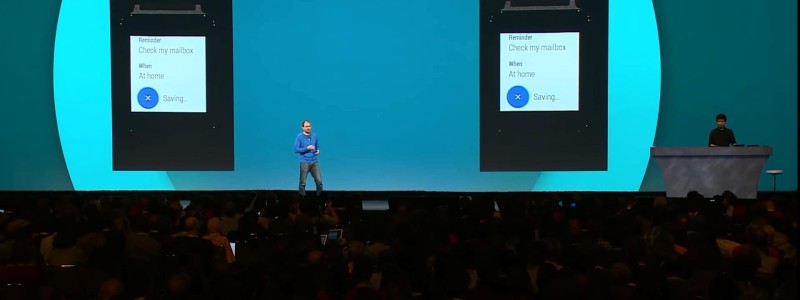 Reminder
Check my mailbox
When
At home
Saving...
Reminder
Check my mailbox
When
At home
Saving...